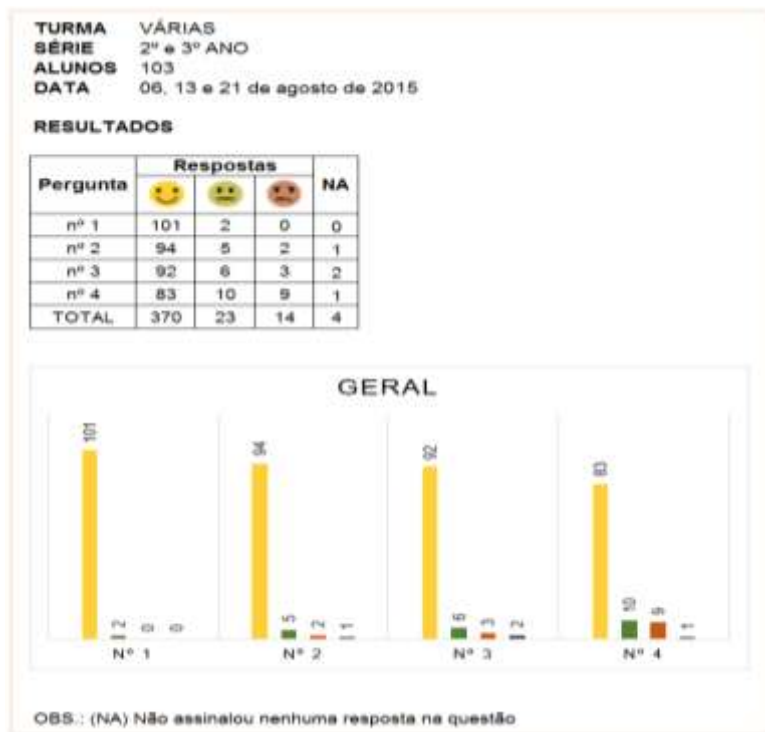 TURMA VÁRIAS
SÉRIE 2º e 3º ANO
ALUNOS 103
DATA 06, 13 e 21 de agosto de 2015
RESULTADOS
Pergunta Respostas NA
nº 1 101 2 0 0
nº 2 94 5 2 1
nº 3 92 6 3 2
nº 4 83 10 9 1
TOTAL 370 23 14 4
GERAL
101 2 0 0
94 5 2 1
92 6 3 2
83 10 9 1
Nº 1 Nº 2 Nº 3 Nº 4
OBS.: (NA) Não assinalou nenhuma resposta na questão